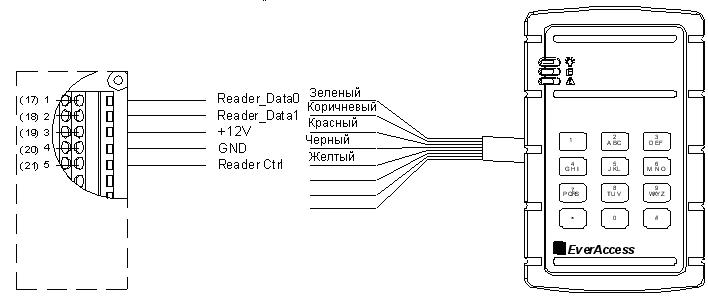 (17) 1 Reader_Data0 Зеленый
(18) 2 Reader_Data1 Коричневый
(19) 3 +12V Красный
(20) 4 GND Черный
(21) 5 Reader Ctrl Желтый
1 2 3
ABC DEF
4 5 6
GHI JKL MNO
7 8 9
PQRS TUV WXYZ
* 0 #
EverAccess